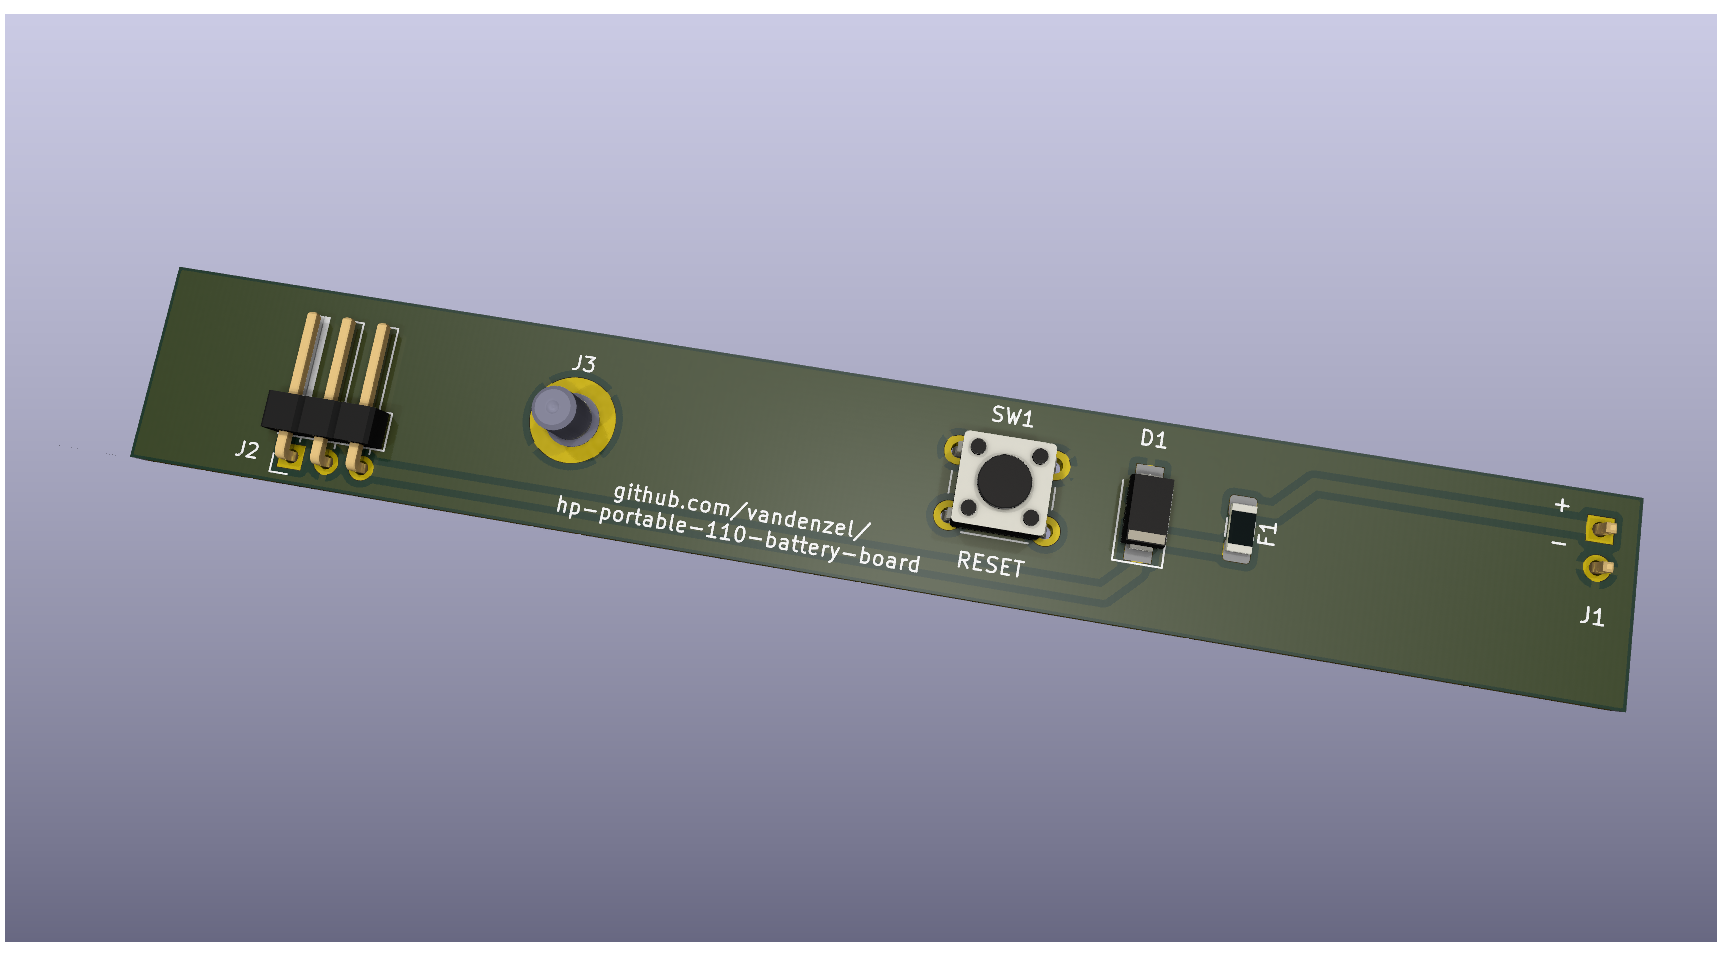 J3
J2
SW1
D1
github.com/vandenzel/
hp-portable-110-battery-board
RESET
F1
+
-
J1